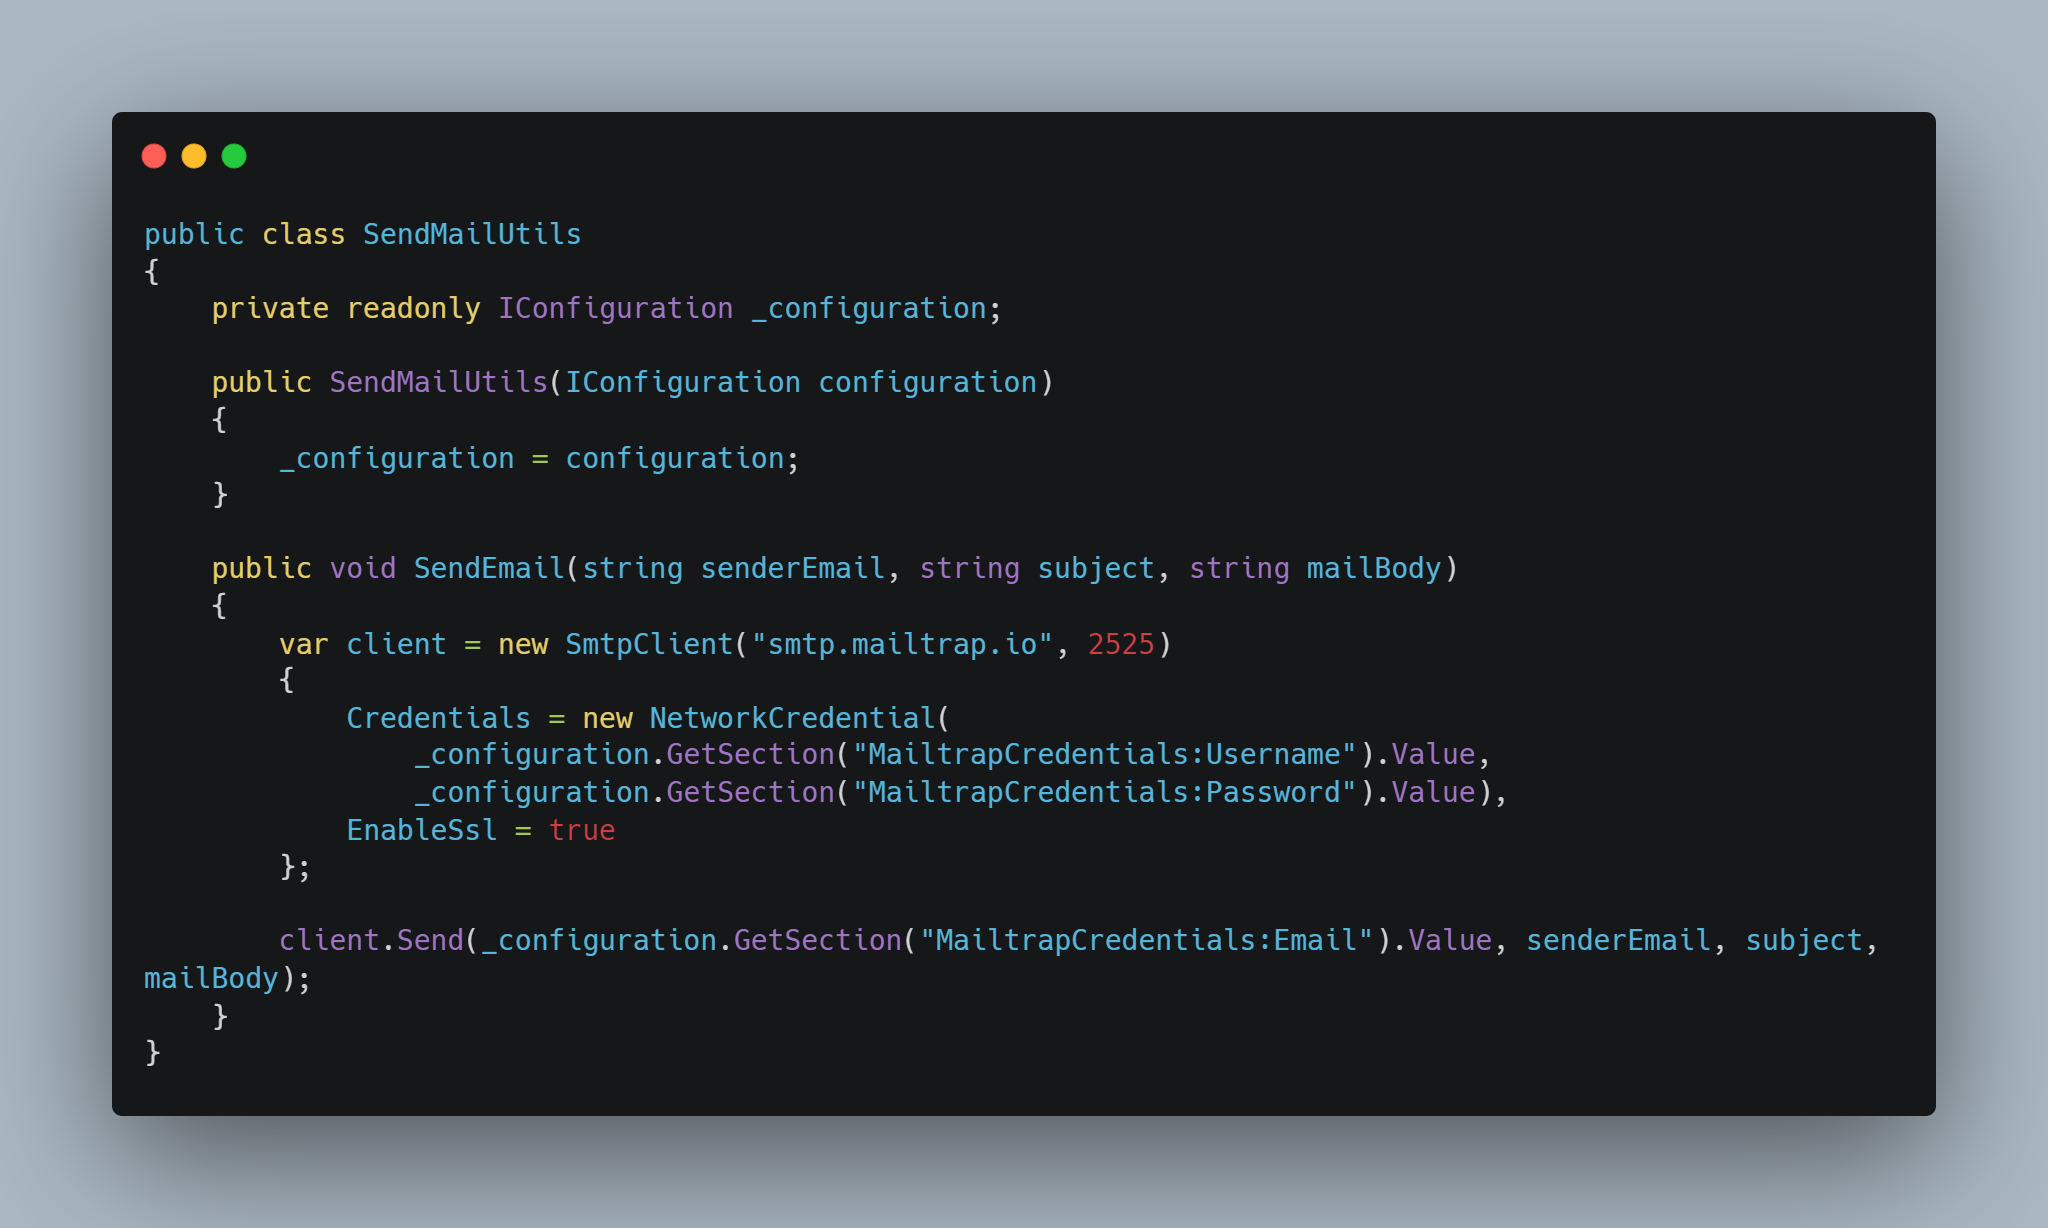 public class SendMailUtils
{
    private readonly IConfiguration _configuration;

    public SendMailUtils(IConfiguration configuration)
    {
        _configuration = configuration;
    }

    public void SendEmail(string senderEmail, string subject, string mailBody)
    {
        var client = new SmtpClient("smtp.mailtrap.io", 2525)
        {
            Credentials = new NetworkCredential(
                _configuration.GetSection("MailtrapCredentials:Username").Value,
                _configuration.GetSection("MailtrapCredentials:Password").Value),
            EnableSsl = true
        };

        client.Send(_configuration.GetSection("MailtrapCredentials:Email").Value, senderEmail, subject,
mailBody);
    }
}